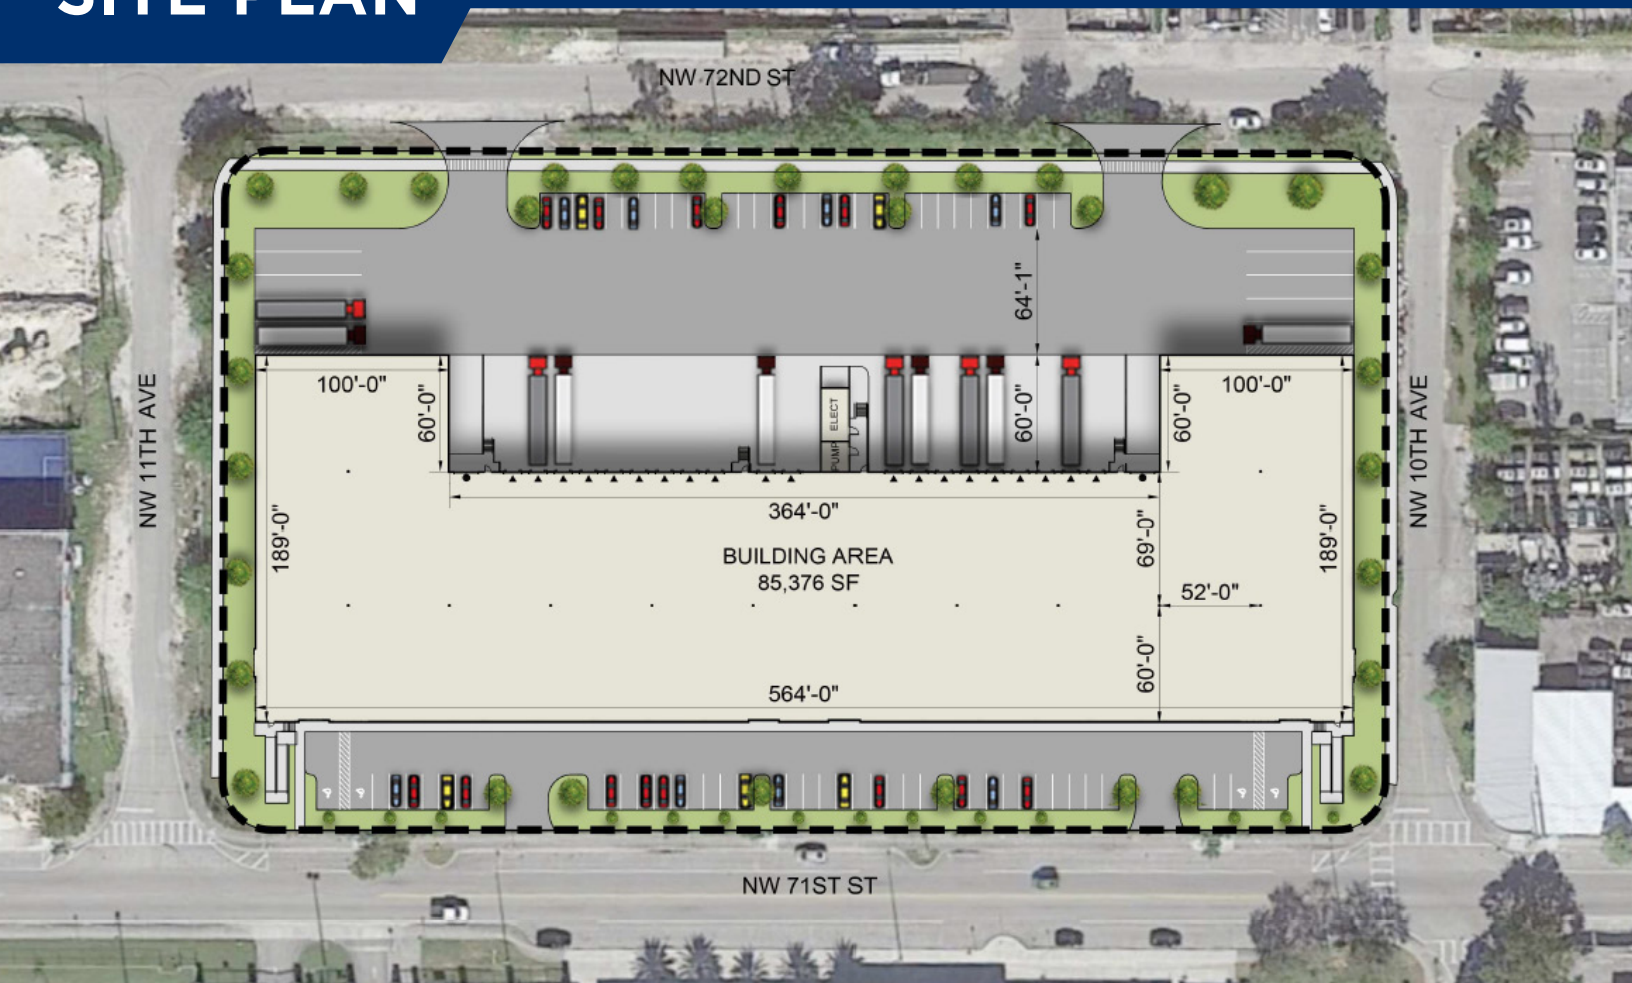 SITE PLAN
NW 72ND ST
64'-1"
100'-0"
60'-0"
ELECT
PUMP
60'-0"
60'-0"
100'-0"
NW 11TH AVE
NW 10TH AVE
364'-0"
189'-0"
BUILDING AREA
85,376 SF
69'-0"
189'-0"
52'-0"
60'-0"
564'-0"
NW 71ST ST